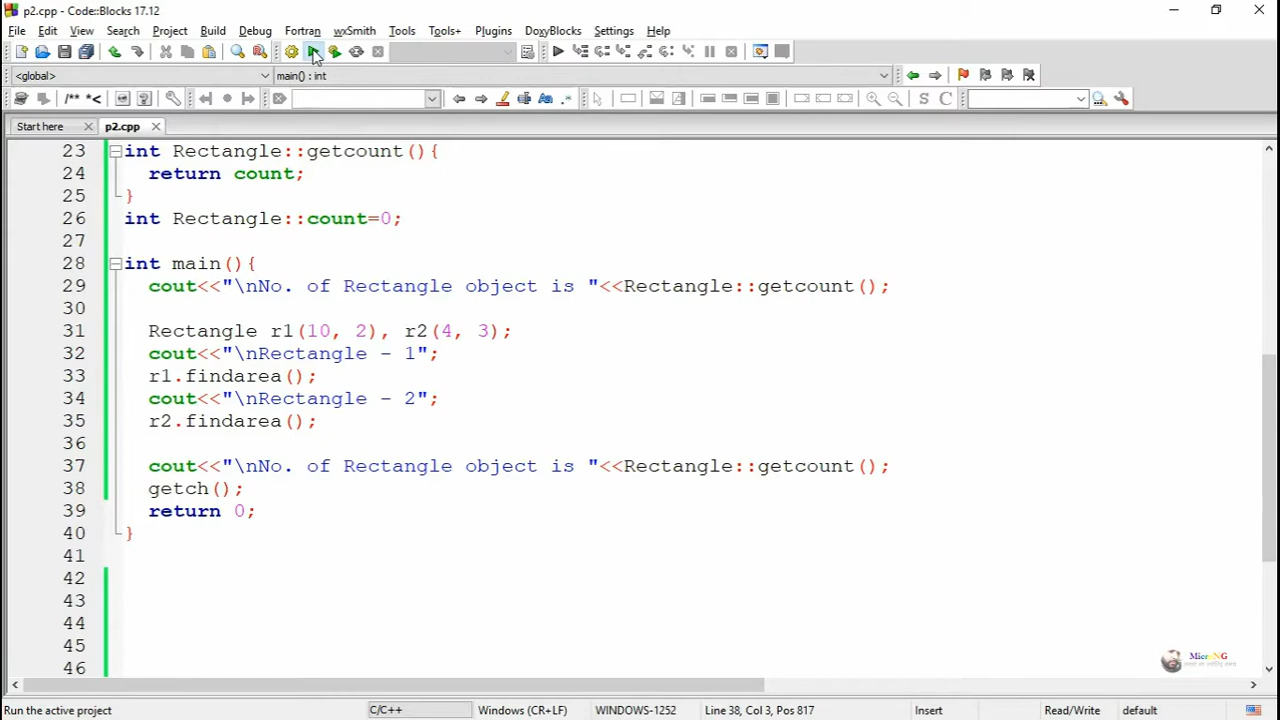 p2.cpp - Code::Blocks 17.12
File Edit View Search Project Build Debug Fortran wxSmith Tools Tools+ Plugins DoxyBlocks Settings Help
<global> main() : int
/** *<
S C
Start here p2.cpp
23 int Rectangle::getcount(){
24 return count;
25 }
26 int Rectangle::count=0;
27
28 int main(){
29 cout<<"\nNo. of Rectangle object is "<<Rectangle::getcount();
30
31 Rectangle r1(10, 2), r2(4, 3);
32 cout<<"\nRectangle - 1";
33 r1.findarea();
34 cout<<"\nRectangle - 2";
35 r2.findarea();
36
37 cout<<"\nNo. of Rectangle object is "<<Rectangle::getcount();
38 getch();
39 return 0;
40 }
41
42
43
44
45
46
MicroNG
Run the active project C/C++ Windows (CR+LF) WINDOWS-1252 Line 38, Col 3, Pos 817 Insert Read/Write default